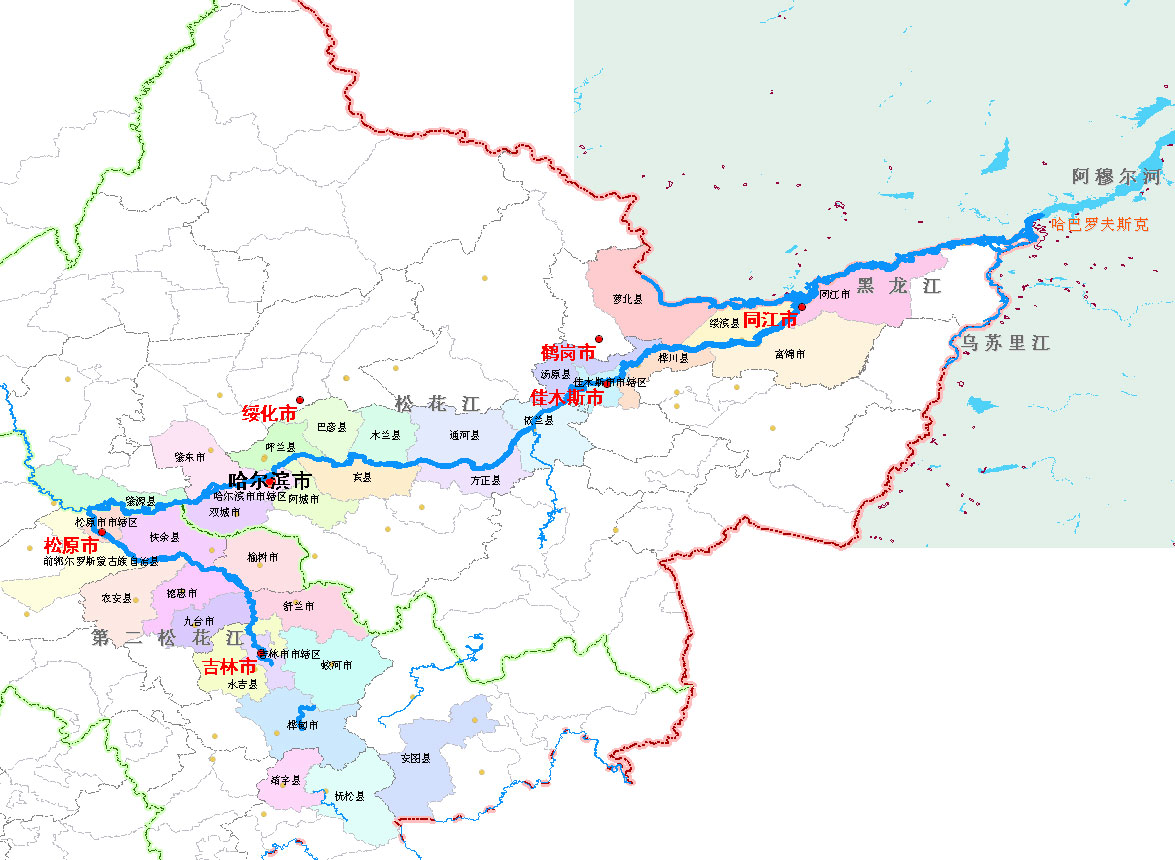 阿穆尔河
哈巴罗夫斯克
黑龙江
萝北县
同江市
绥滨县
同江市
乌苏里江
富锦市
鹤岗市
桦川县
汤原县
佳木斯市市辖区
佳木斯市
松花江
绥化市
依兰县
巴彦县
木兰县
通河县
呼兰县
肇东市
哈尔滨市
宾县
方正县
哈尔滨市市辖区
阿城市
肇源县
双城市
松原市市辖区
扶余县
松原市
前郭尔罗斯蒙古族自治县
榆树市
德惠市
农安县
舒兰市
九台市
第二松花江
吉林市市辖区
吉林市
蛟河市
永吉县
桦甸市
安图县
靖宇县
抚松县